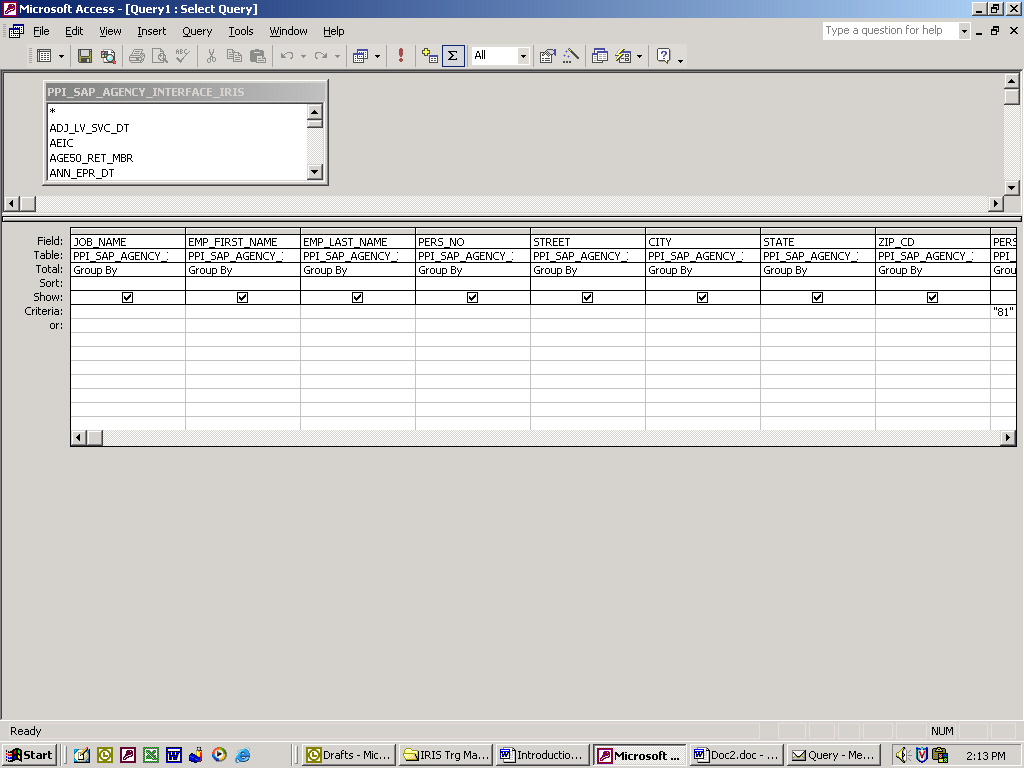 Microsoft Access - [Query1 : Select Query]
File Edit View Insert Query Tools Window Help Type a question for help
Σ All
PPI_SAP_AGENCY_INTERFACE_IRIS
*
ADJ_LV_SVC_DT
AEIC
AGE50_RET_MBR
ANN_EPR_DT
Field: JOB_NAME EMP_FIRST_NAME EMP_LAST_NAME PERS_NO STREET CITY STATE ZIP_CD PERS
Table: PPI_SAP_AGENCY_ PPI_SAP_AGENCY_ PPI_SAP_AGENCY_ PPI_SAP_AGENCY_ PPI_SAP_AGENCY_ PPI_SAP_AGENCY_ PPI_SAP_AGENCY_ PPI_SAP_AGENCY_ PPI_
Total: Group By Group By Group By Group By Group By Group By Group By Group By Grou
Sort:
Show:
Criteria: "81"
or:
Ready NUM
Start Drafts - Mic... IRIS Trg Ma... Introductio... Microsoft ... Doc2.doc - ... Query - Me... 2:13 PM